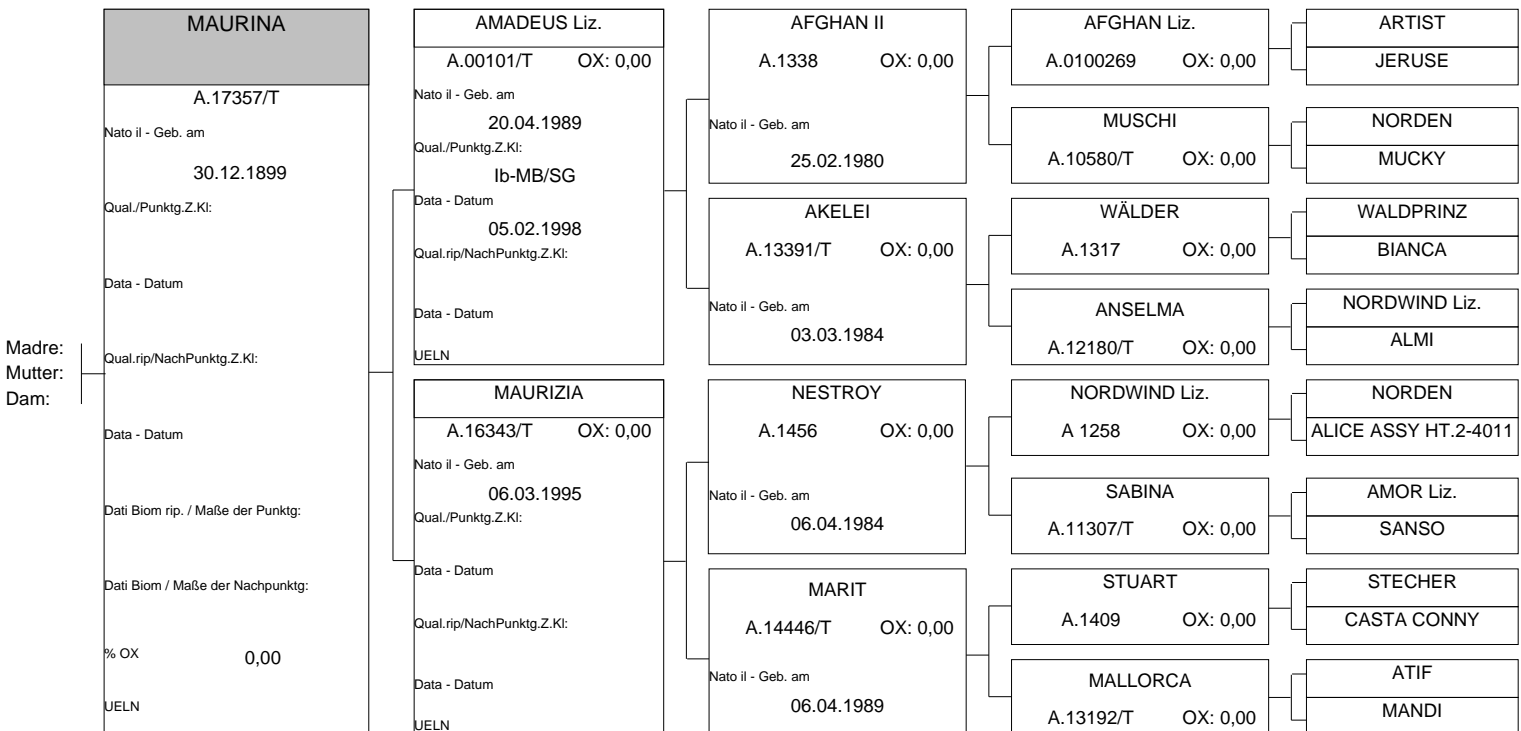 Madre:
Mutter:
Dam:
MAURINA
A.17357/T
Nato il - Geb. am
30.12.1899
Qual./Punktg.Z.Kl:
Data - Datum
Qual.rip/NachPunktg.Z.Kl:
Data - Datum
Dati Biom rip. / Maße der Punktg:
Dati Biom / Maße der Nachpunktg:
% OX 0,00
UELN
AMADEUS Liz.
A.00101/T OX: 0,00
Nato il - Geb. am
20.04.1989
Qual./Punktg.Z.Kl:
Ib-MB/SG
Data - Datum
05.02.1998
Qual.rip/NachPunktg.Z.Kl:
Data - Datum
UELN
MAURIZIA
A.16343/T OX: 0,00
Nato il - Geb. am
06.03.1995
Qual./Punktg.Z.Kl:
Data - Datum
Qual.rip/NachPunktg.Z.Kl:
Data - Datum
UELN
AFGHAN II
A.1338 OX: 0,00
Nato il - Geb. am
25.02.1980
AKELEI
A.13391/T OX: 0,00
Nato il - Geb. am
03.03.1984
NESTROY
A.1456 OX: 0,00
Nato il - Geb. am
06.04.1984
MARIT
A.14446/T OX: 0,00
Nato il - Geb. am
06.04.1989
AFGHAN Liz.
A.0100269 OX: 0,00
MUSCHI
A.10580/T OX: 0,00
WÄLDER
A.1317 OX: 0,00
ANSELMA
A.12180/T OX: 0,00
NORDWIND Liz.
A 1258 OX: 0,00
SABINA
A.11307/T OX: 0,00
STUART
A.1409 OX: 0,00
MALLORCA
A.13192/T OX: 0,00
ARTIST
JERUSE
NORDEN
MUCKY
WALDPRINZ
BIANCA
NORDWIND Liz.
ALMI
NORDEN
ALICE ASSY HT.2-4011
AMOR Liz.
SANSO
STECHER
CASTA CONNY
ATIF
MANDI